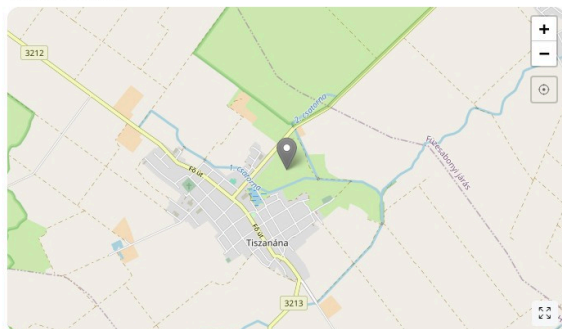 3212
+
−
2. csatorna
Füzesabonyi járás
1. csatorna
Fő út
Fő út
Tiszanána
3213